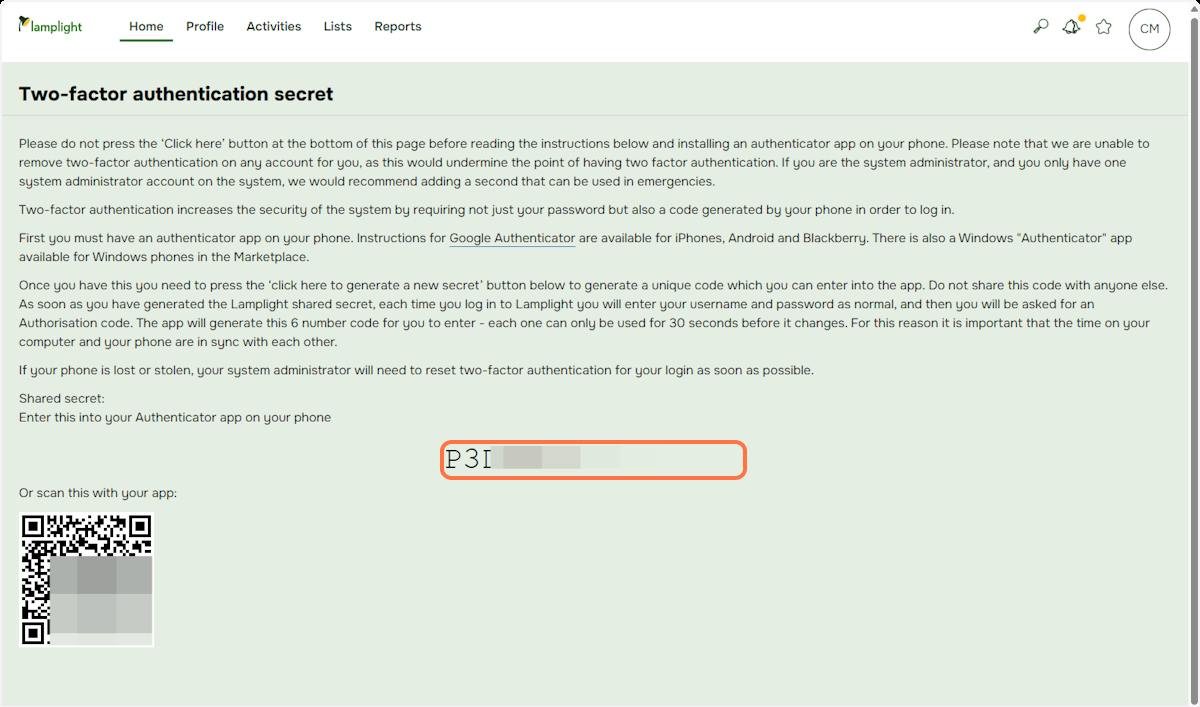 lamplight Home Profile Activities Lists Reports CM
Two-factor authentication secret
Please do not press the ‘Click here’ button at the bottom of this page before reading the instructions below and installing an authenticator app on your phone. Please note that we are unable to
remove two-factor authentication on any account for you, as this would undermine the point of having two factor authentication. If you are the system administrator, and you only have one
system administrator account on the system, we would recommend adding a second that can be used in emergencies.
Two-factor authentication increases the security of the system by requiring not just your password but also a code generated by your phone in order to log in.
First you must have an authenticator app on your phone. Instructions for Google Authenticator are available for iPhones, Android and Blackberry. There is also a Windows "Authenticator" app
available for Windows phones in the Marketplace.
Once you have this you need to press the ‘click here to generate a new secret’ button below to generate a unique code which you can enter into the app. Do not share this code with anyone else.
As soon as you have generated the Lamplight shared secret, each time you log in to Lamplight you will enter your username and password as normal, and then you will be asked for an
Authorisation code. The app will generate this 6 number code for you to enter - each one can only be used for 30 seconds before it changes. For this reason it is important that the time on your
computer and your phone are in sync with each other.
If your phone is lost or stolen, your system administrator will need to reset two-factor authentication for your login as soon as possible.
Shared secret:
Enter this into your Authenticator app on your phone
P3I
Or scan this with your app: